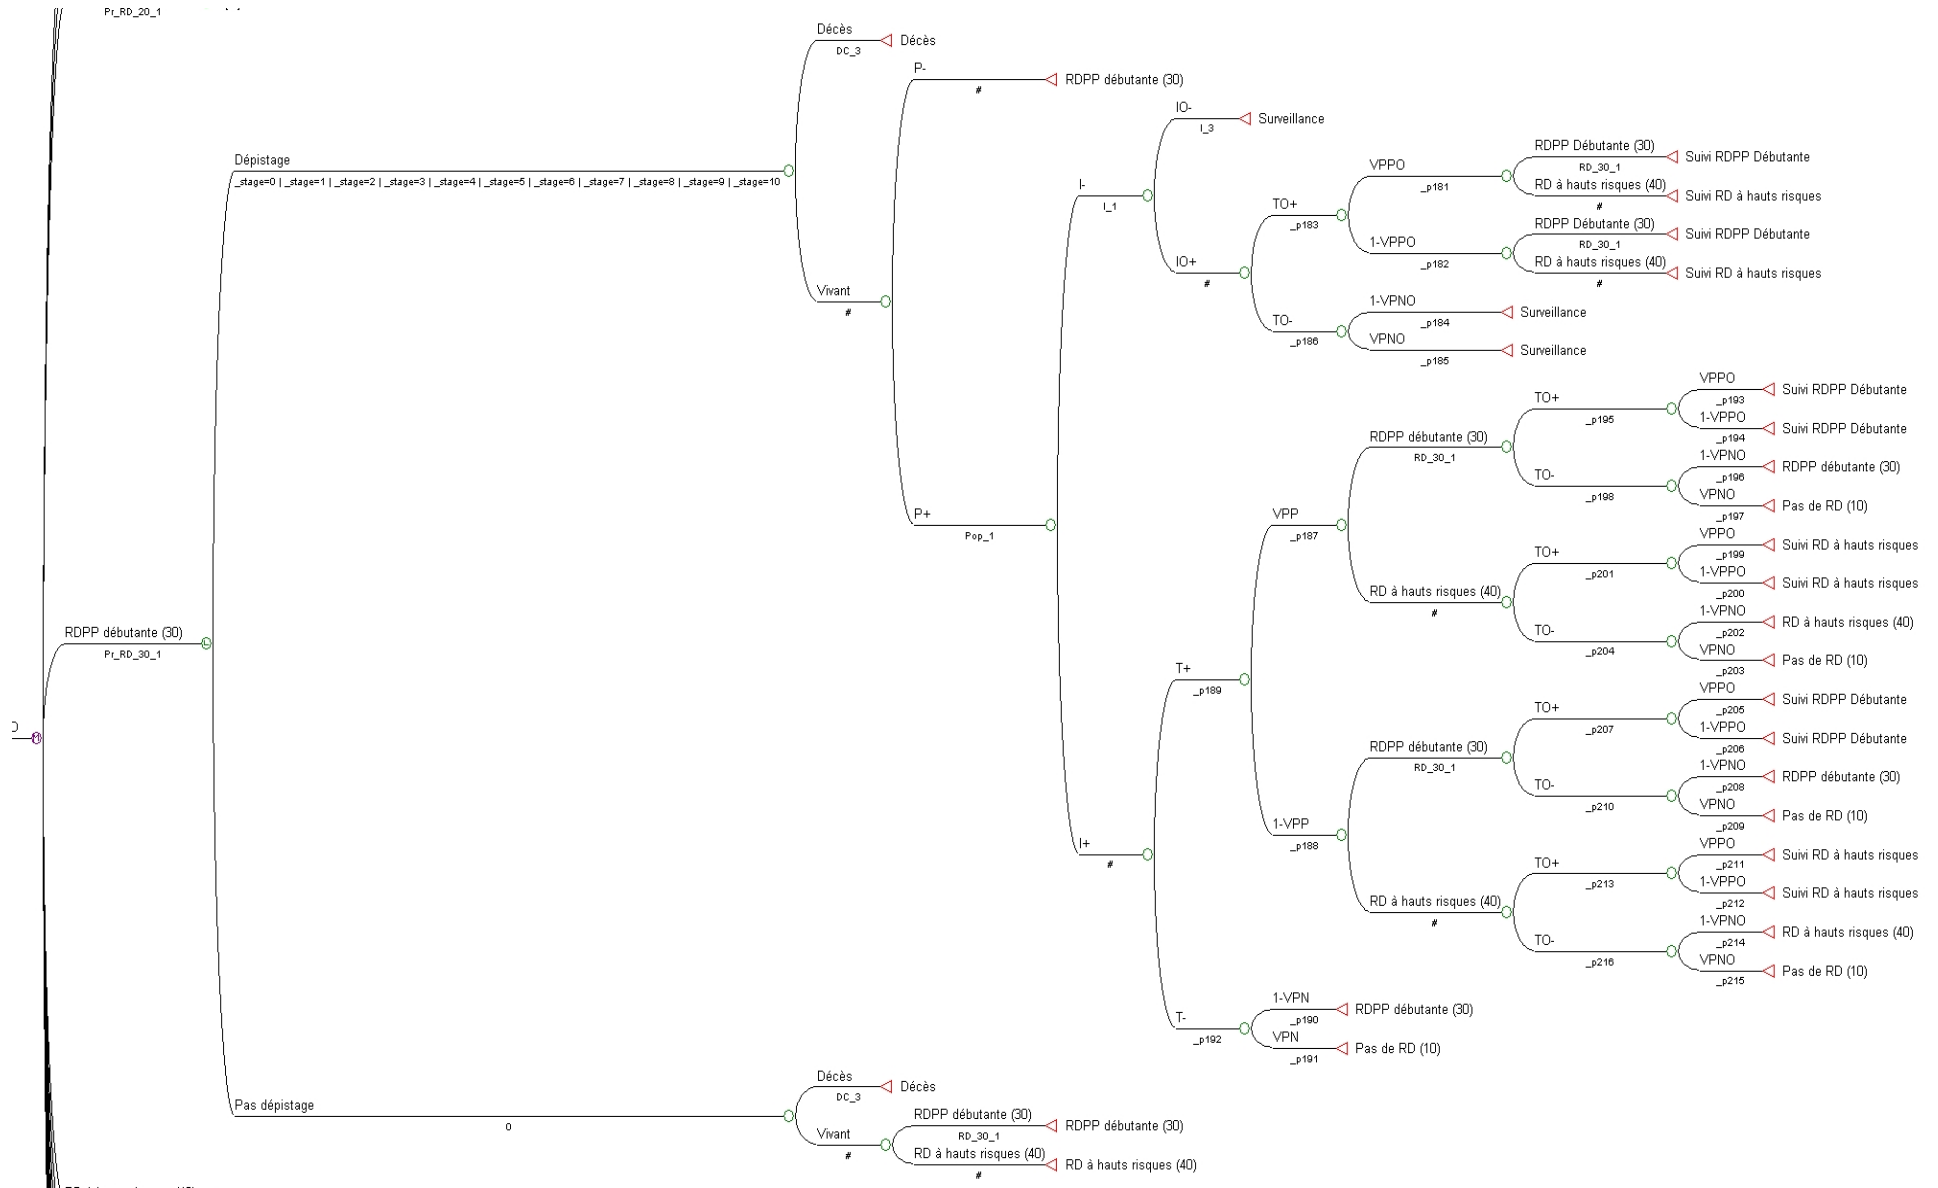 Pr_RD_20_1
Décès
DC_3
Décès
P-
#
RDPP débutante (30)
IO-
I_3
Surveillance
Dépistage
_stage=0 | _stage=1 | _stage=2 | _stage=3 | _stage=4 | _stage=5 | _stage=6 | _stage=7 | _stage=8 | _stage=9 | _stage=10
RDPP Débutante (30)
RD_30_1
Suivi RDPP Débutante
VPPO
_p181
RD à hauts risques (40)
#
Suivi RD à hauts risques
I-
I_1
TO+
_p183
RDPP Débutante (30)
RD_30_1
Suivi RDPP Débutante
1-VPPO
_p182
RD à hauts risques (40)
#
Suivi RD à hauts risques
IO+
#
Vivant
#
1-VPNO
_p184
Surveillance
TO-
_p186
VPNO
_p185
Surveillance
VPPO
_p193
Suivi RDPP Débutante
TO+
_p195
1-VPPO
_p194
Suivi RDPP Débutante
RDPP débutante (30)
RD_30_1
1-VPNO
_p196
RDPP débutante (30)
TO-
_p198
VPNO
_p197
Pas de RD (10)
P+
Pop_1
VPP
_p187
VPPO
_p199
Suivi RD à hauts risques
TO+
_p201
1-VPPO
_p200
Suivi RD à hauts risques
RD à hauts risques (40)
#
1-VPNO
_p202
RD à hauts risques (40)
TO-
_p204
VPNO
_p203
Pas de RD (10)
RDPP débutante (30)
Pr_RD_30_1
T+
_p189
VPPO
_p205
Suivi RDPP Débutante
TO+
_p207
1-VPPO
_p206
Suivi RDPP Débutante
RDPP débutante (30)
RD_30_1
1-VPNO
_p208
RDPP débutante (30)
TO-
_p210
VPNO
_p209
Pas de RD (10)
1-VPP
_p188
I+
#
VPPO
_p211
Suivi RD à hauts risques
TO+
_p213
1-VPPO
_p212
Suivi RD à hauts risques
RD à hauts risques (40)
#
1-VPNO
_p214
RD à hauts risques (40)
TO-
_p216
VPNO
_p215
Pas de RD (10)
1-VPN
_p190
RDPP débutante (30)
T-
_p192
VPN
_p191
Pas de RD (10)
Décès
DC_3
Décès
Pas dépistage
0
RDPP débutante (30)
RD_30_1
RDPP débutante (30)
Vivant
#
RD à hauts risques (40)
#
RD à hauts risques (40)